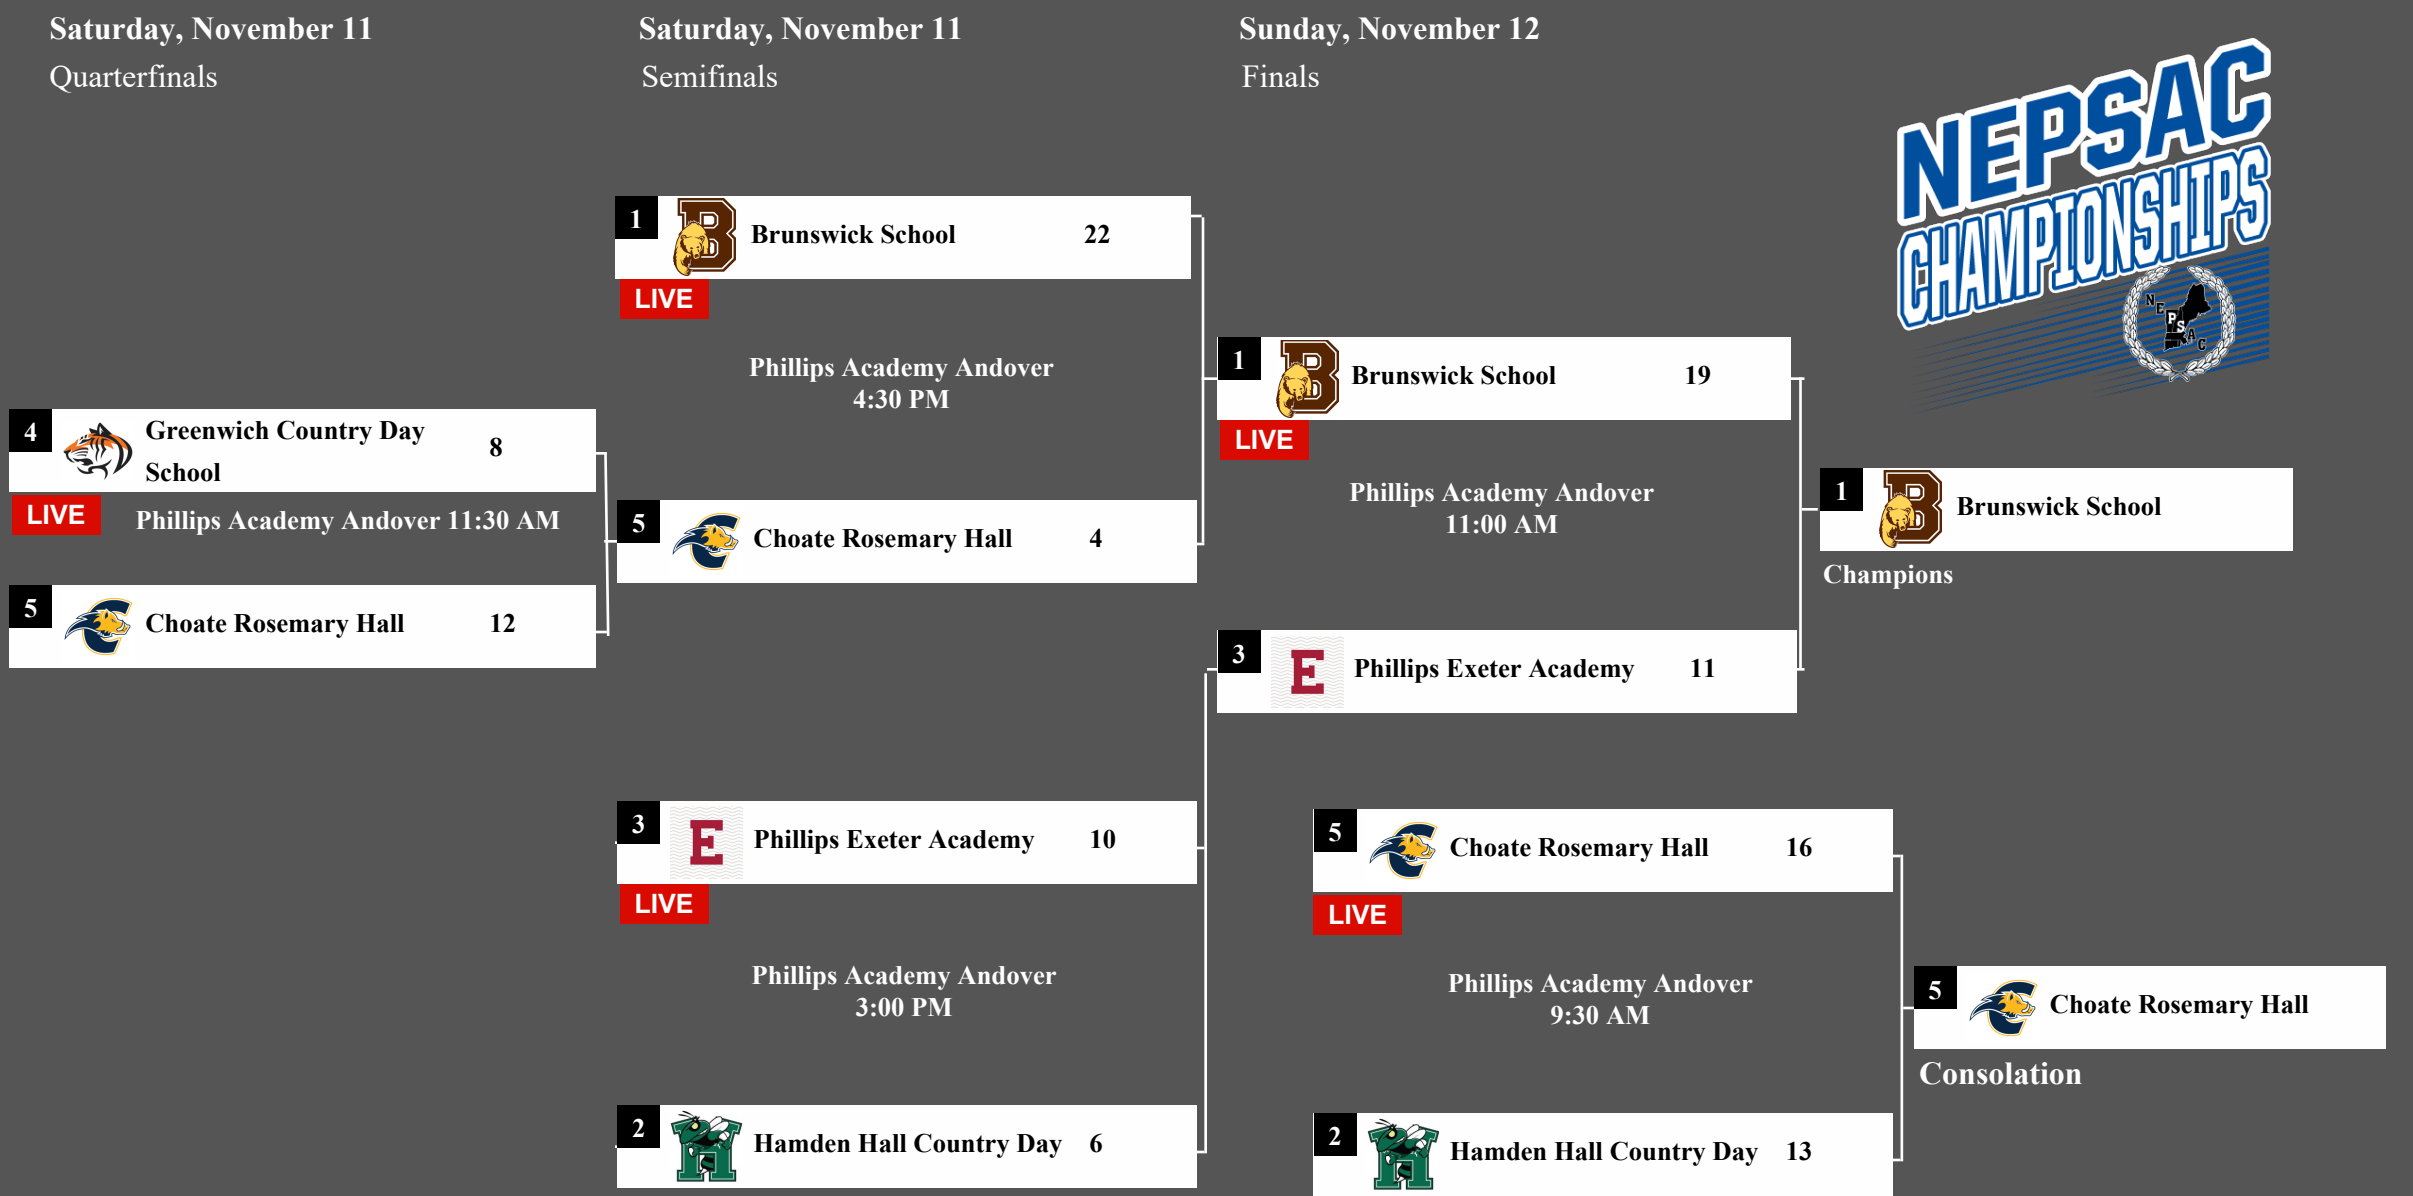 Saturday, November 11
Quarterfinals
Saturday, November 11
Semifinals
Sunday, November 12
Finals
NEPSAC
CHAMPIONSHIPS
N E P S A C
4
Greenwich Country Day
School
8
LIVE
Phillips Academy Andover 11:30 AM
5
Choate Rosemary Hall 12
1
B
Brunswick School 22
LIVE
Phillips Academy Andover
4:30 PM
5
C
Choate Rosemary Hall 4
3
E
Phillips Exeter Academy 10
LIVE
Phillips Academy Andover
3:00 PM
2
H
Hamden Hall Country Day 6
1
B
Brunswick School 19
LIVE
Phillips Academy Andover
11:00 AM
3
E
Phillips Exeter Academy 11
1
B
Brunswick School
Champions
5
C
Choate Rosemary Hall 16
LIVE
Phillips Academy Andover
9:30 AM
2
H
Hamden Hall Country Day 13
5
C
Choate Rosemary Hall
Consolation